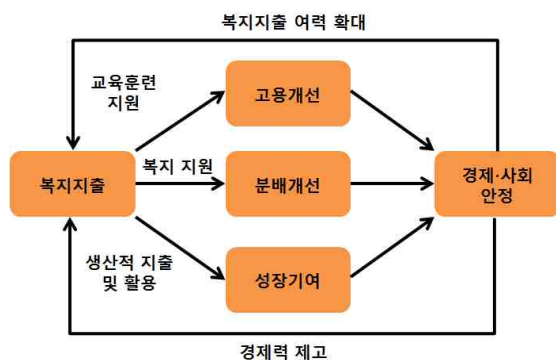 복지지출 여력 확대
교육훈련
지원
고용개선
복지지출
복지 지원
분배개선
경제·사회
안정
생산적 지출
및 활용
성장기여
경제력 제고